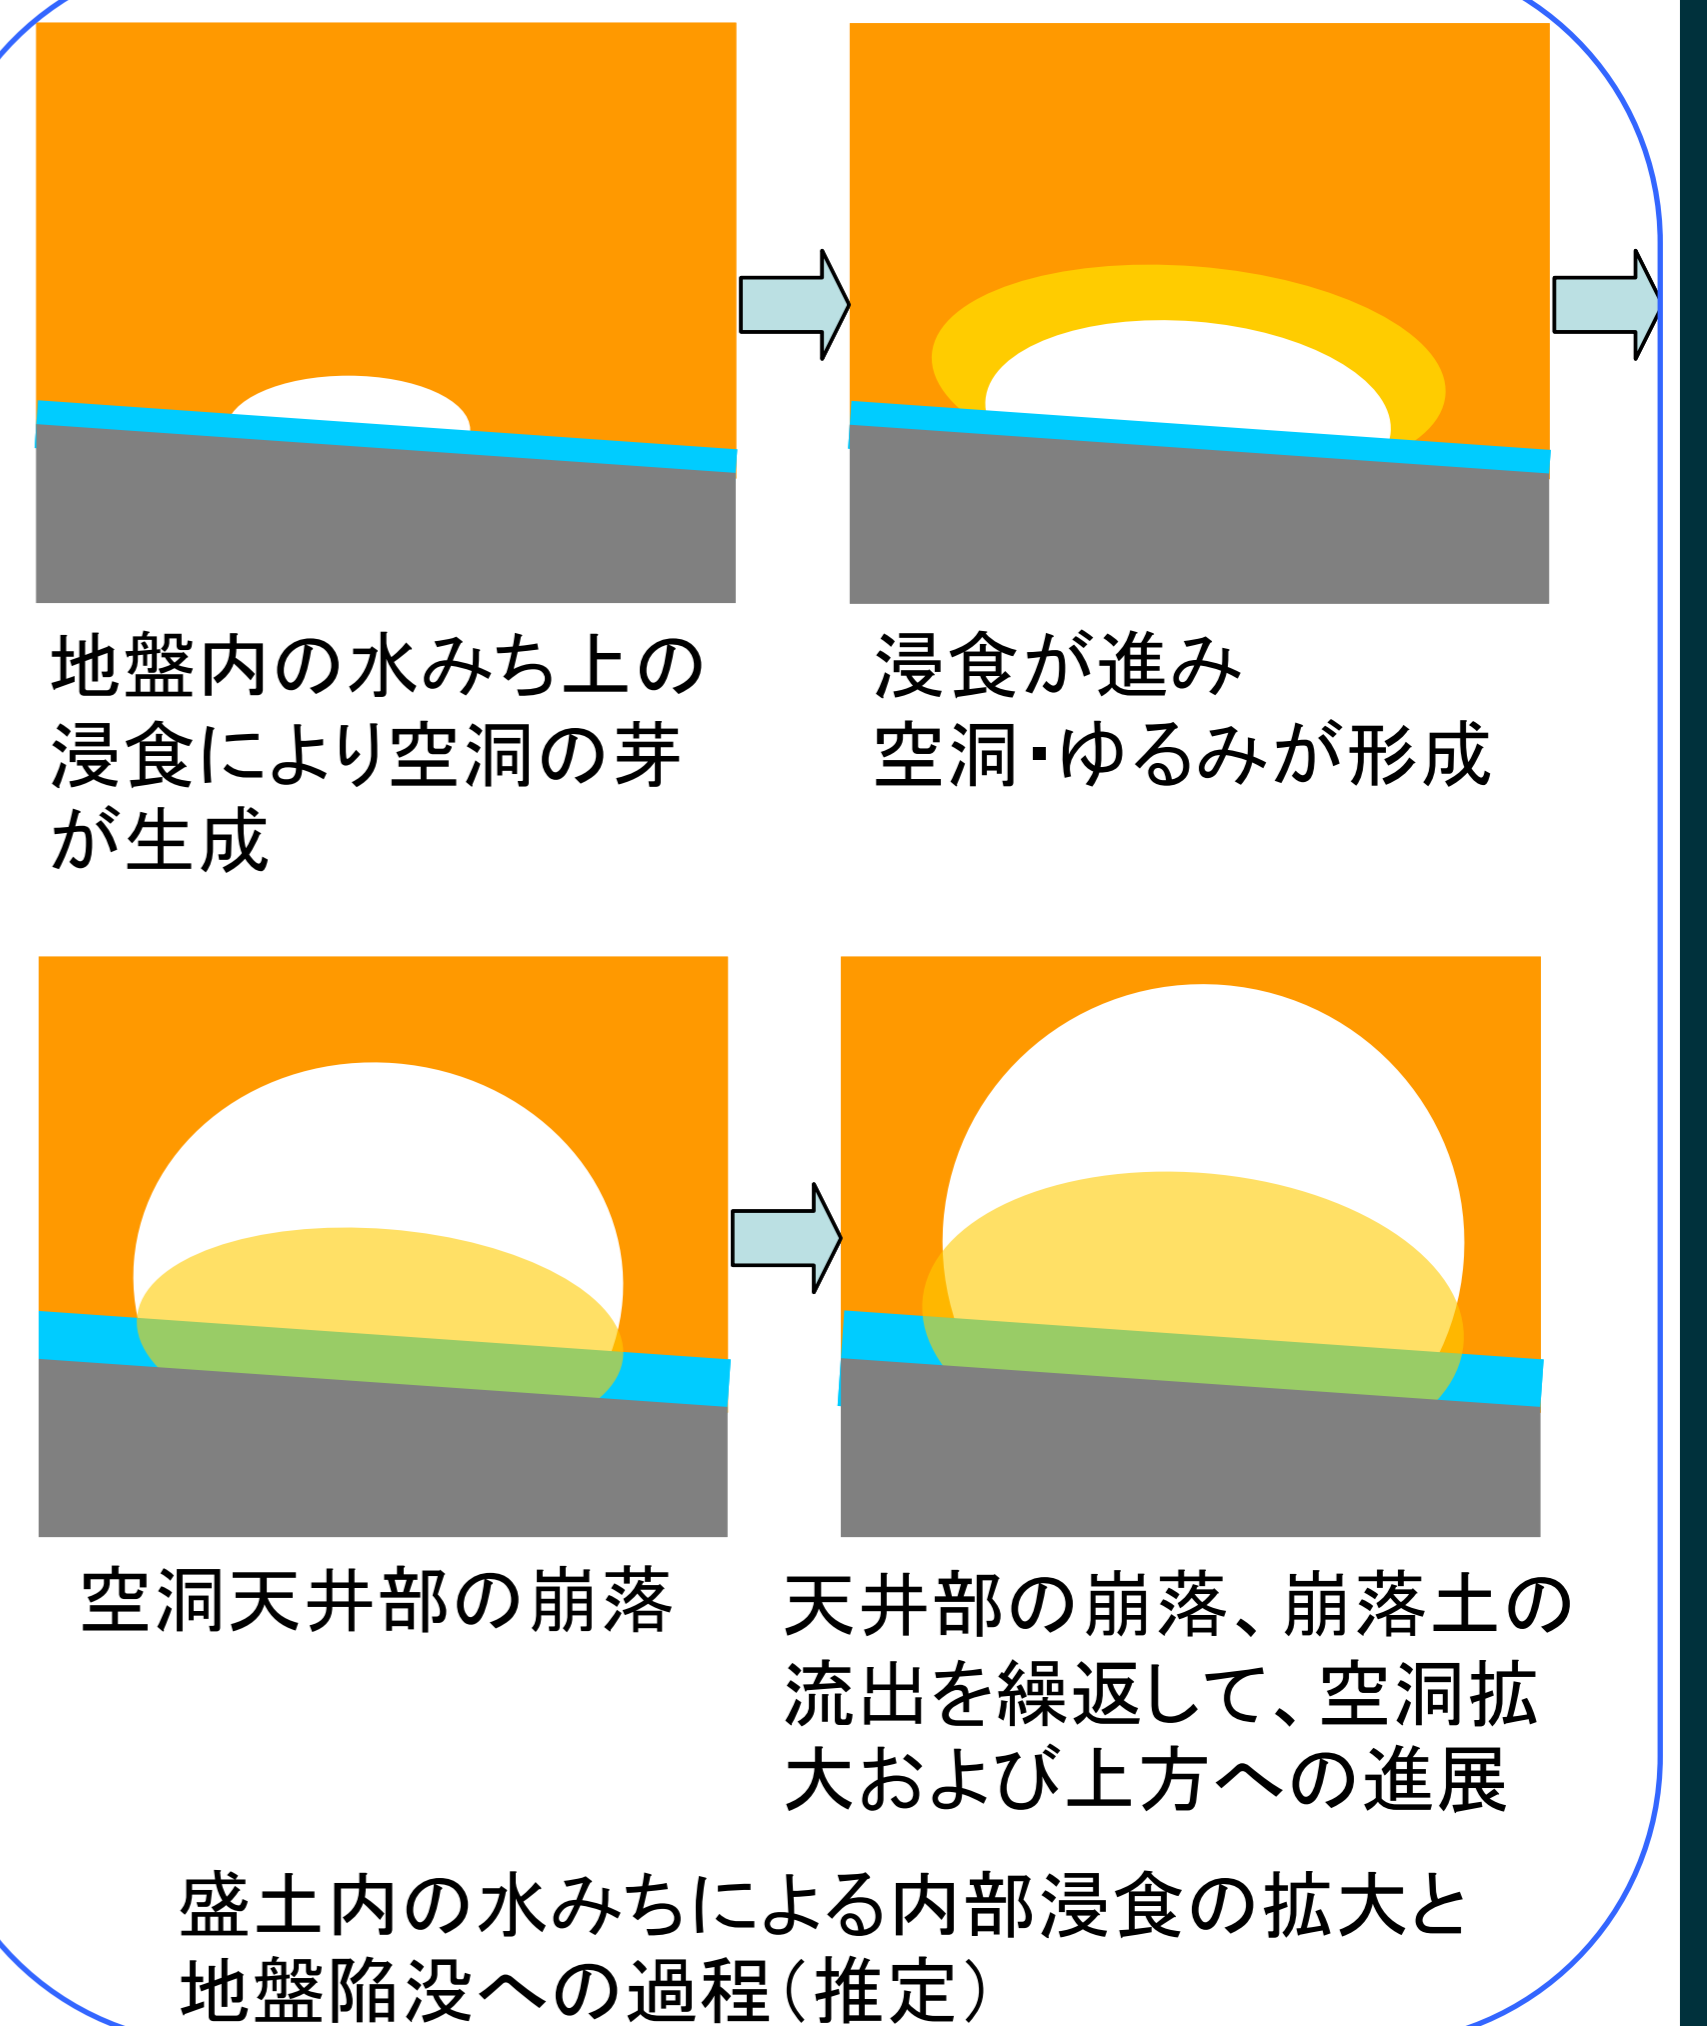 地盤内の水みち上の
浸食により空洞の芽
が生成
浸食が進み
空洞・ゆるみが形成
空洞天井部の崩落
天井部の崩落、崩落土の
流出を繰返して、空洞拡
大および上方への進展
盛土内の水みちによる内部浸食の拡大と
地盤陥没への過程（推定）